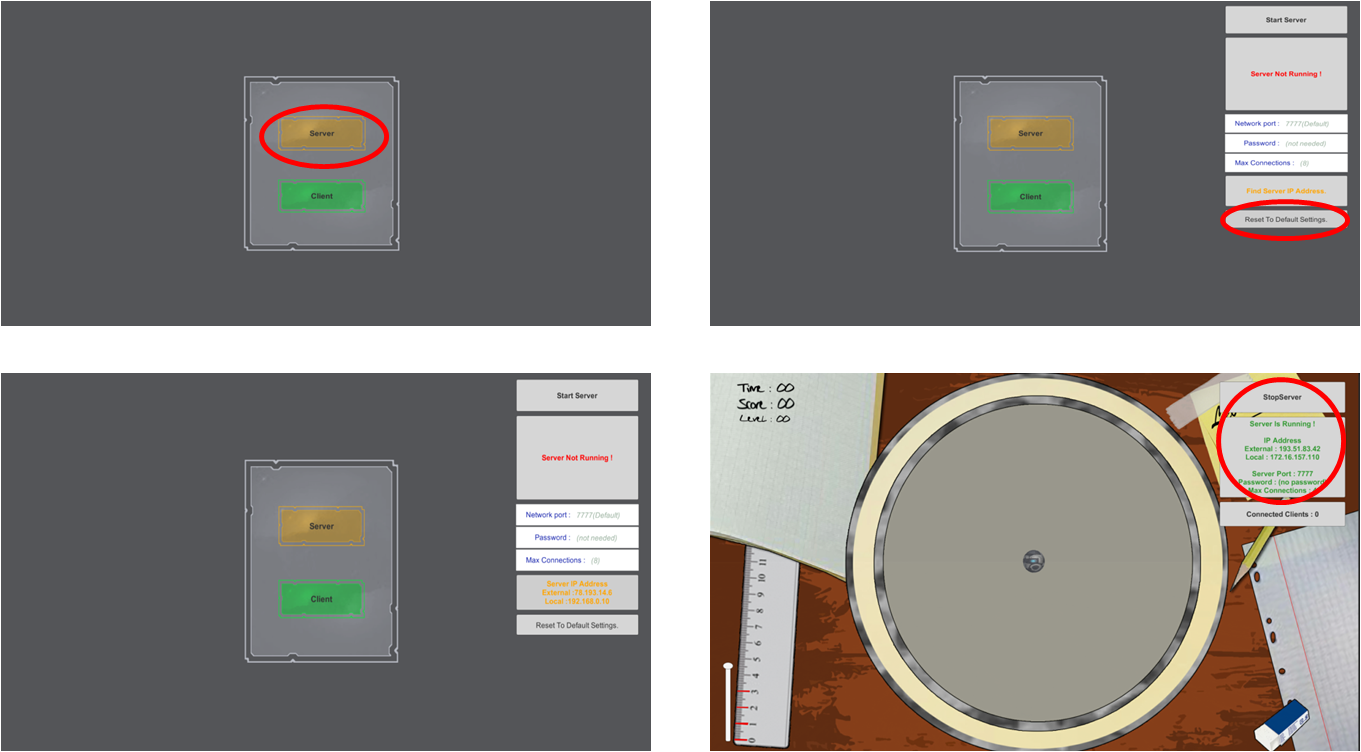 Server
Client
Start Server
Server Not Running !
Network port : 7777(Default)
Password : (not needed)
Max Connections : (8)
Find Server IP Address.
Reset To Default Settings.
Server
Client
Start Server
Server Not Running !
Network port : 7777(Default)
Password : (not needed)
Max Connections : (8)
Server IP Address
External :78.193.14.6
Local :192.168.0.10
Reset To Default Settings.
Server
Client
Time : 00
Score : 00
Level : 00
StopServer
Server Is Running !
IP Address
External : 193.51.83.42
Local : 172.16.157.110
Server Port : 7777
Password : (no password)
Max Connections :
Connected Clients : 0
11
10
9
8
7
6
5
4
3
2
1
0